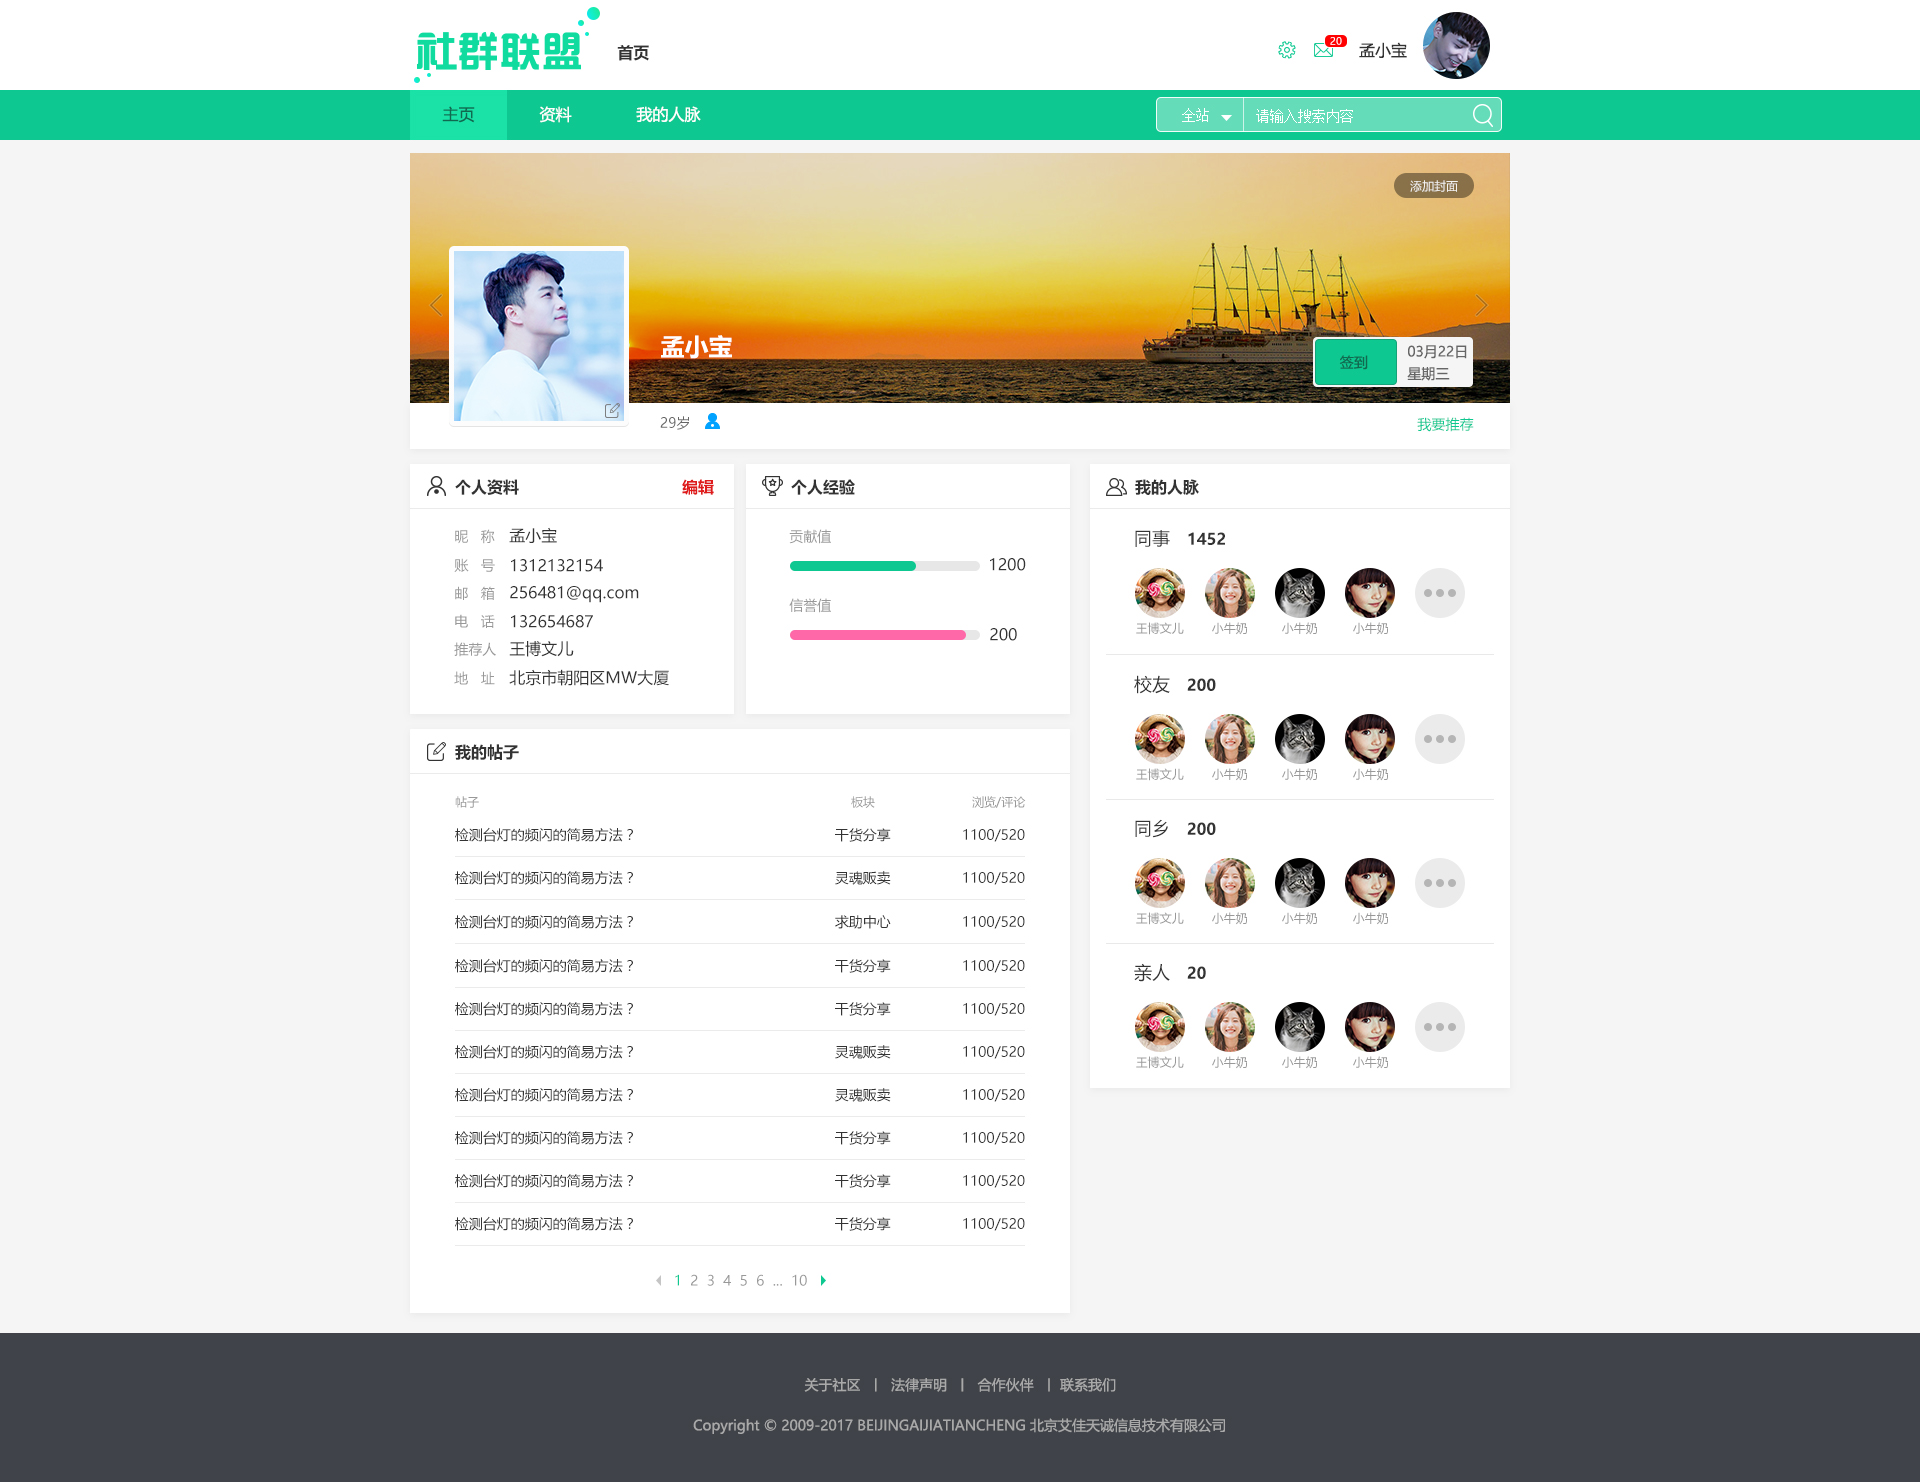 社群联盟
首页
20
孟小宝
主页 资料 我的人脉
全站 请输入搜索内容
添加封面
孟小宝
签到
03月22日
星期三
29岁
我要推荐
个人资料 编辑
昵 称 孟小宝
账 号 1312132154
邮 箱 256481@qq.com
电 话 132654687
推荐人 王博文儿
地 址 北京市朝阳区MW大厦
个人经验
贡献值
1200
信誉值
200
我的人脉
同事 1452
王博文儿 小牛奶 小牛奶 小牛奶
校友 200
王博文儿 小牛奶 小牛奶 小牛奶
同乡 200
王博文儿 小牛奶 小牛奶 小牛奶
亲人 20
王博文儿 小牛奶 小牛奶 小牛奶
我的帖子
帖子 板块 浏览/评论
检测台灯的频闪的简易方法？ 干货分享 1100/520
检测台灯的频闪的简易方法？ 灵魂贩卖 1100/520
检测台灯的频闪的简易方法？ 求助中心 1100/520
检测台灯的频闪的简易方法？ 干货分享 1100/520
检测台灯的频闪的简易方法？ 干货分享 1100/520
检测台灯的频闪的简易方法？ 灵魂贩卖 1100/520
检测台灯的频闪的简易方法？ 灵魂贩卖 1100/520
检测台灯的频闪的简易方法？ 干货分享 1100/520
检测台灯的频闪的简易方法？ 干货分享 1100/520
检测台灯的频闪的简易方法？ 干货分享 1100/520
1 2 3 4 5 6 ... 10
关于社区 | 法律声明 | 合作伙伴 | 联系我们
Copyright © 2009-2017 BEIJINGAIJIATIANCHENG 北京艾佳天诚信息技术有限公司